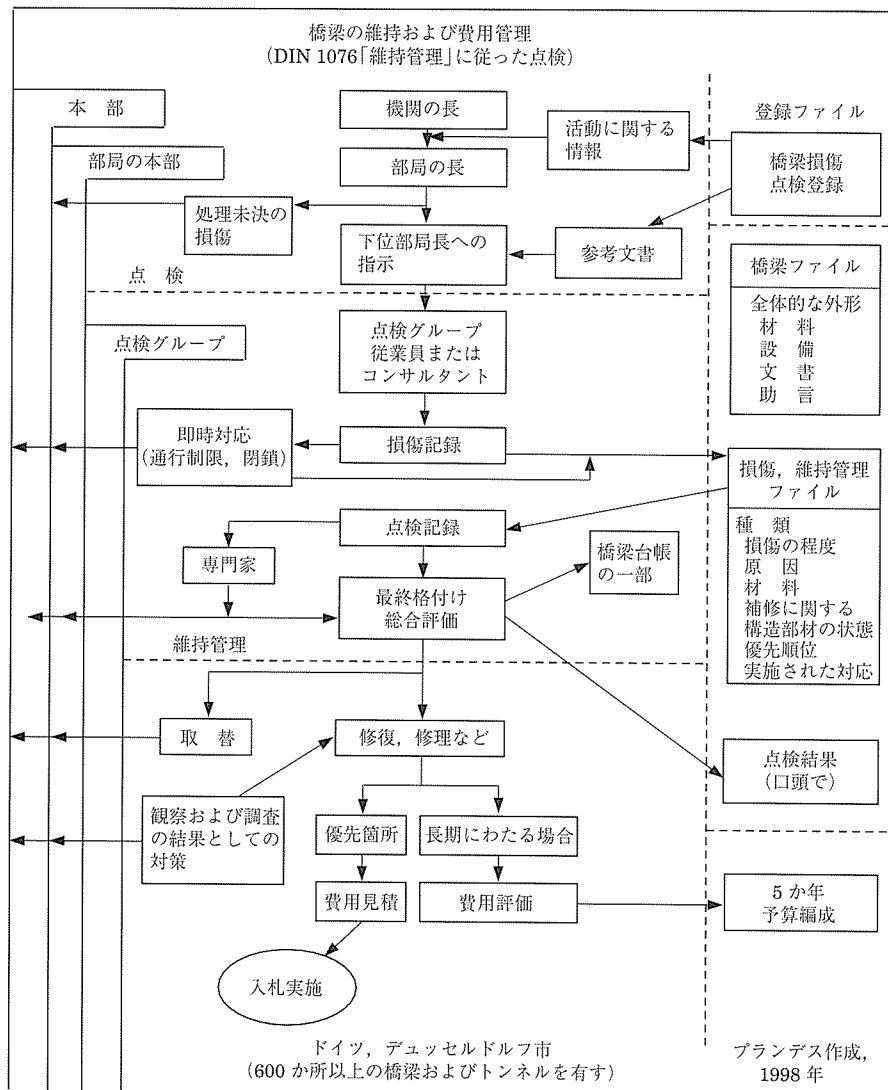 橋梁の維持および費用管理
(DIN 1076「維持管理」に従った点検)
本 部
機関の長
活動に関する
情報
登録ファイル
部局の本部
部局の長
橋梁損傷
点検登録
処理未決の
損傷
下位部局長への
指示
参考文書
点 検
橋梁ファイル
全体的な外形
材 料
設 備
文 書
助 言
点検グループ
点検グループ
従業員または
コンサルタント
即時対応
(通行制限, 閉鎖)
損傷記録
損傷, 維持管理
ファイル
種 類
損傷の程度
原 因
材 料
補修に関する
構造部材の状態
優先順位
実施された対応
点検記録
専門家
橋梁台帳
の一部
最終格付け
総合評価
維持管理
取 替
修復, 修理など
点検結果
(口頭で)
観察および調査
の結果としての
対策
優先箇所
長期にわたる場合
費用見積
費用評価
5か年
予算編成
入札実施
ドイツ, デュッセルドルフ市
(600 か所以上の橋梁およびトンネルを有す)
プランデス作成,
1998 年